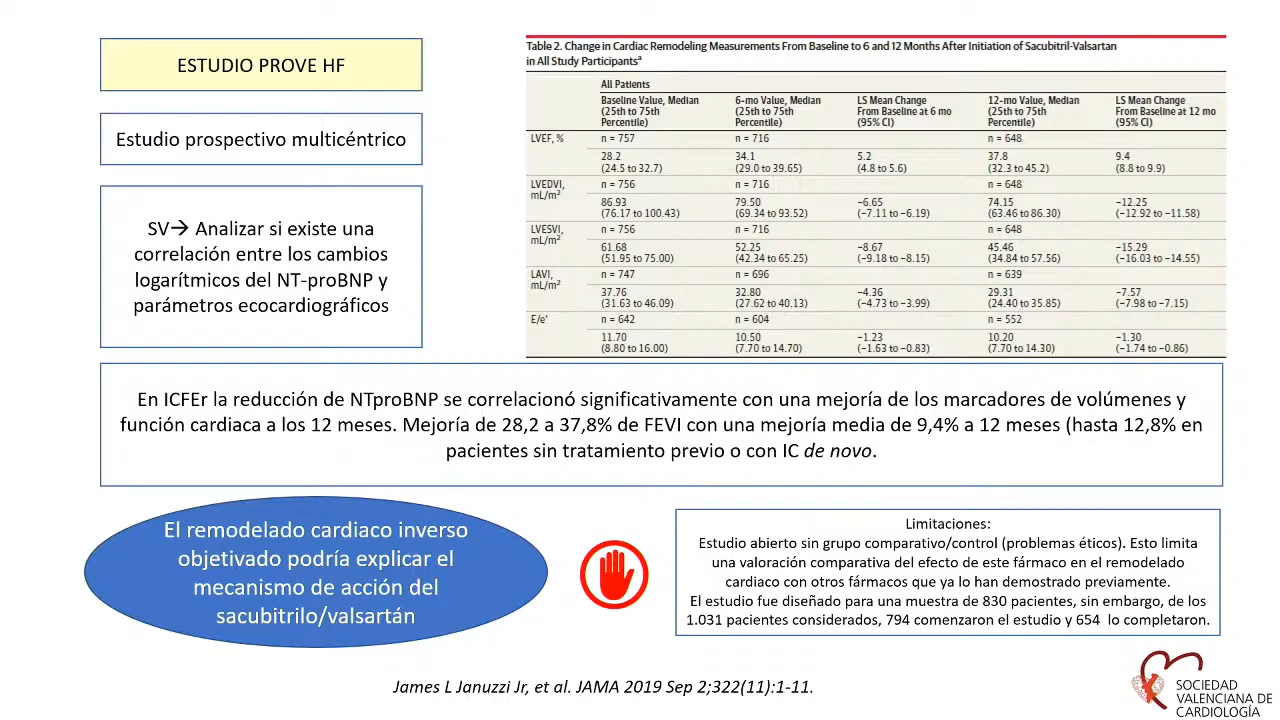 ESTUDIO PROVE HF
Estudio prospectivo multicéntrico
SV→ Analizar si existe una
correlación entre los cambios
logarítmicos del NT-proBNP y
parámetros ecocardiográficos
Table 2. Change in Cardiac Remodeling Measurements From Baseline to 6 and 12 Months After Initiation of Sacubitril-Valsartan
in All Study Participantsᵃ
All Patients
Baseline Value, Median (25th to 75th Percentile) 6-mo Value, Median (25th to 75th Percentile) LS Mean Change From Baseline at 6 mo (95% CI) 12-mo Value, Median (25th to 75th Percentile) LS Mean Change From Baseline at 12 mo (95% CI)
LVEF, % n = 757 n = 716 n = 648
28.2 34.1 5.2 37.8 9.4
(24.5 to 32.7) (29.0 to 39.65) (4.8 to 5.6) (32.3 to 45.2) (8.8 to 9.9)
LVEDVI, mL/m² n = 756 n = 716 n = 648
86.93 79.50 −6.65 74.15 −12.25
(76.17 to 100.43) (69.34 to 93.52) (−7.11 to −6.19) (63.46 to 86.30) (−12.92 to −11.58)
LVESVI, mL/m² n = 756 n = 716 n = 648
61.68 52.25 −8.67 45.46 −15.29
(51.95 to 75.00) (42.34 to 65.25) (−9.18 to −8.15) (34.84 to 57.56) (−16.03 to −14.55)
LAVI, mL/m² n = 747 n = 696 n = 639
37.76 32.80 −4.36 29.31 −7.57
(31.63 to 46.09) (27.62 to 40.13) (−4.73 to −3.99) (24.40 to 35.85) (−7.98 to −7.15)
E/e′ n = 642 n = 604 n = 552
11.70 10.50 −1.23 10.20 −1.30
(8.80 to 16.00) (7.70 to 14.70) (−1.63 to −0.83) (7.70 to 14.30) (−1.74 to −0.86)
En ICFEr la reducción de NTproBNP se correlacionó significativamente con una mejoría de los marcadores de volúmenes y
función cardiaca a los 12 meses. Mejoría de 28,2 a 37,8% de FEVI con una mejoría media de 9,4% a 12 meses (hasta 12,8% en
pacientes sin tratamiento previo o con IC de novo.
El remodelado cardiaco inverso
objetivado podría explicar el
mecanismo de acción del
sacubitrilo/valsartán
Limitaciones:
Estudio abierto sin grupo comparativo/control (problemas éticos). Esto limita
una valoración comparativa del efecto de este fármaco en el remodelado
cardiaco con otros fármacos que ya lo han demostrado previamente.
El estudio fue diseñado para una muestra de 830 pacientes, sin embargo, de los
1.031 pacientes considerados, 794 comenzaron el estudio y 654 lo completaron.
James L Januzzi Jr, et al. JAMA 2019 Sep 2;322(11):1-11.
SOCIEDAD
VALENCIANA DE
CARDIOLOGÍA